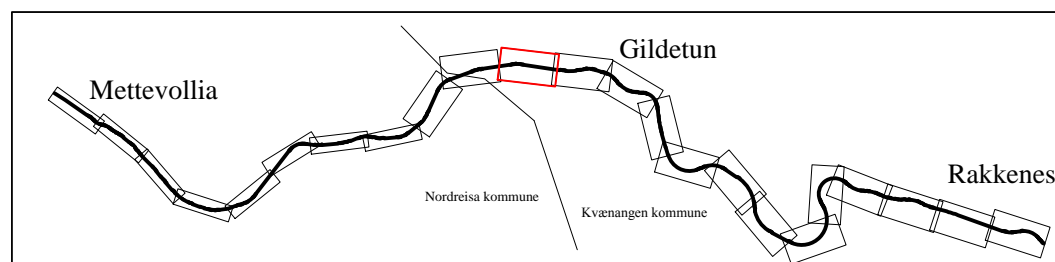 Gildetun
Mettevollia
Rakkenes
Nordreisa kommune
Kvænangen kommune